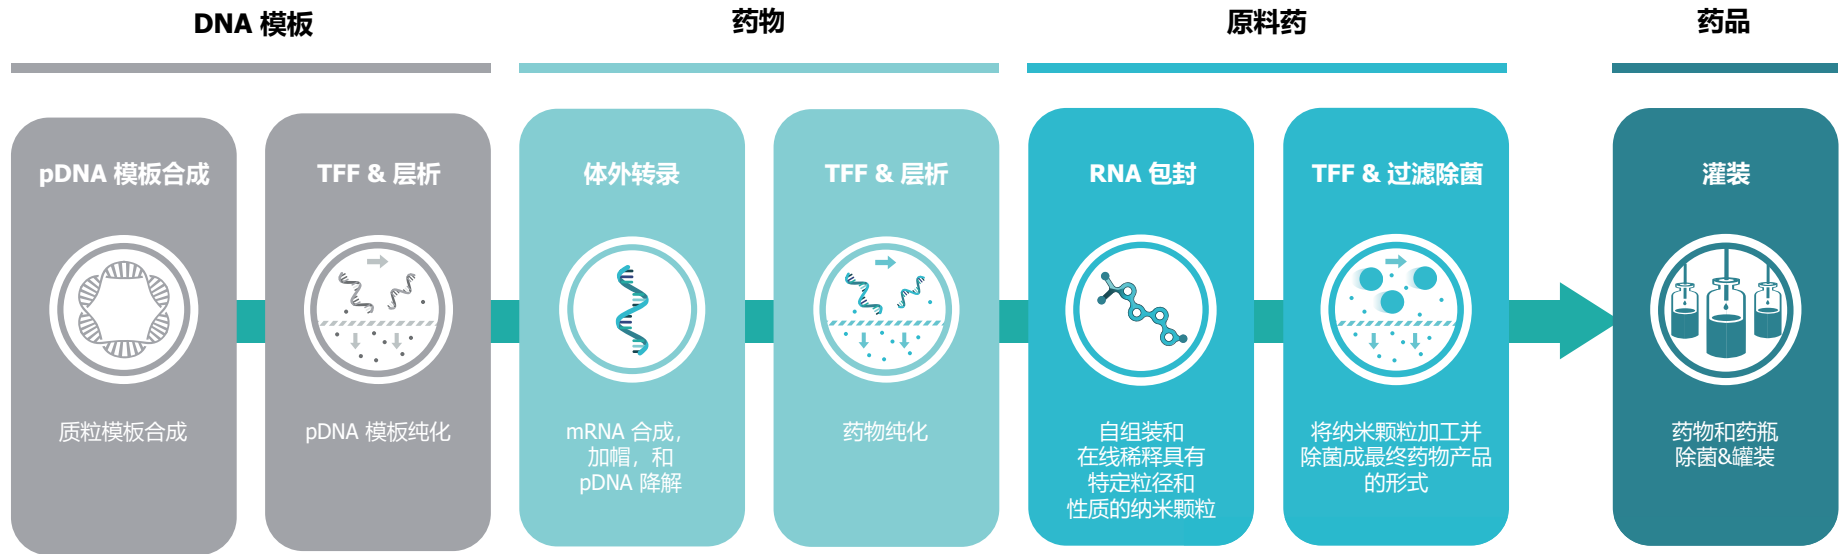 DNA 模板
药物
原料药
药品
pDNA 模板合成
质粒模板合成
TFF & 层析
pDNA 模板纯化
体外转录
mRNA 合成，
加帽，和
pDNA 降解
TFF & 层析
药物纯化
RNA 包封
自组装和
在线稀释具有
特定粒径和
性质的纳米颗粒
TFF & 过滤除菌
将纳米颗粒加工并
除菌成最终药物产品
的形式
灌装
药物和药瓶
除菌&罐装